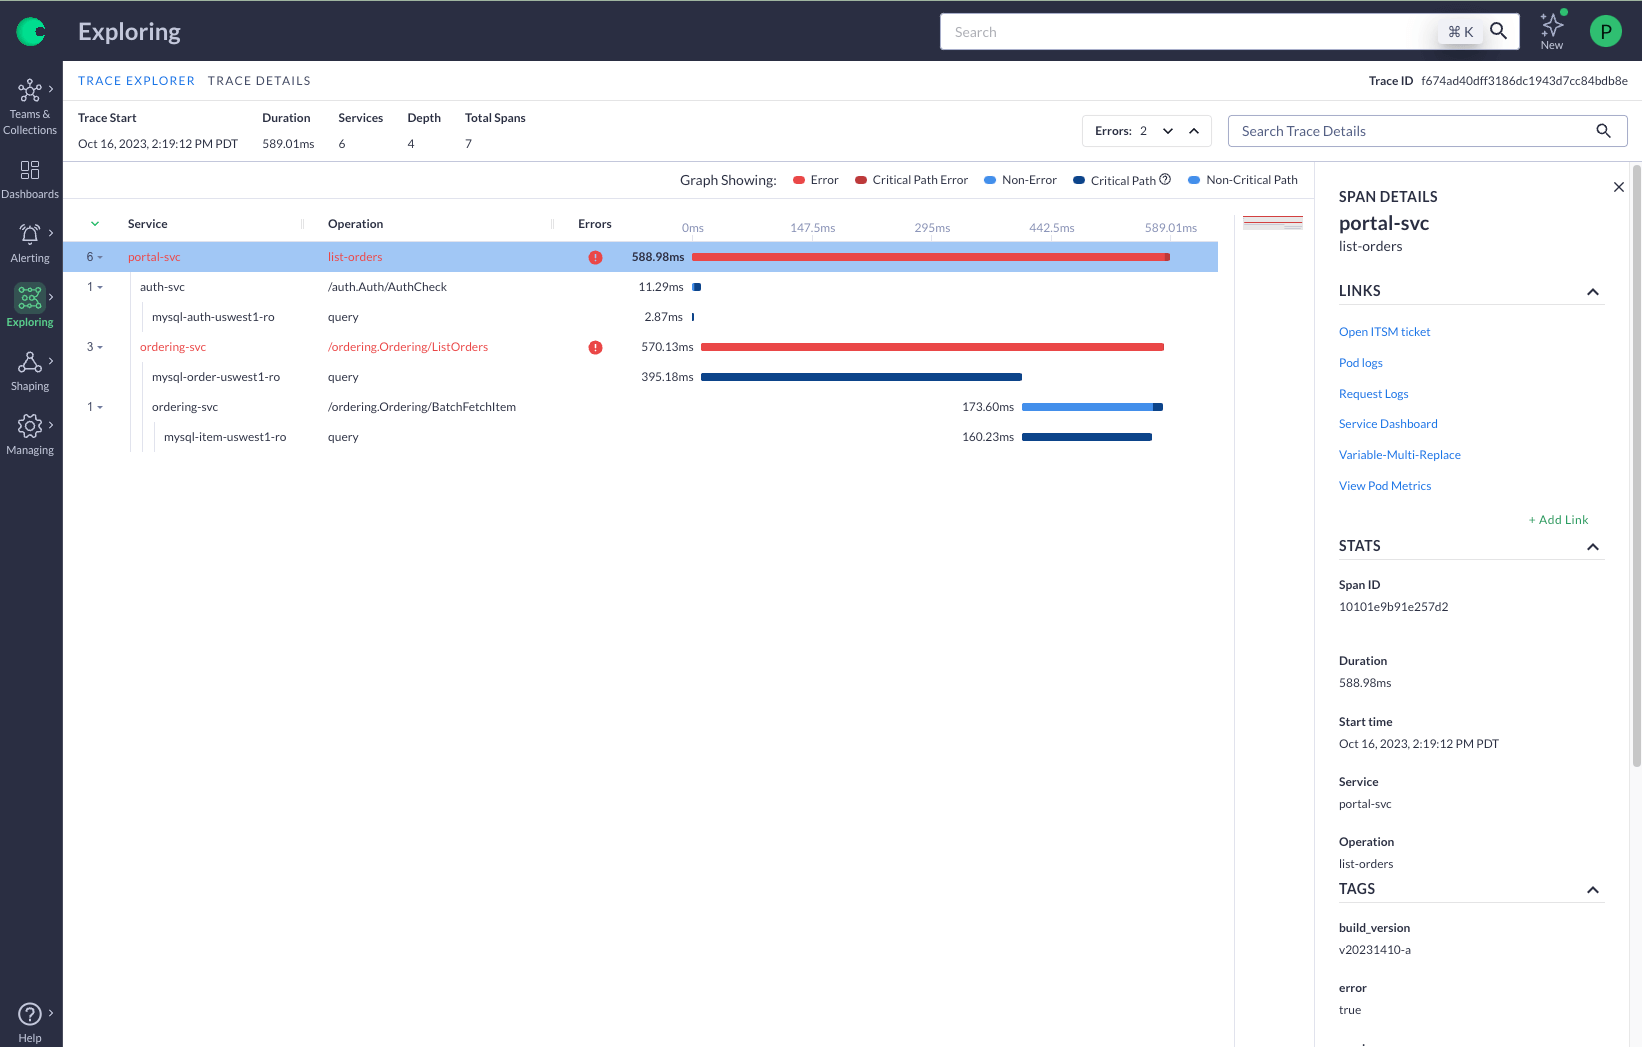 Exploring
Search
⌘ K
New
P
Teams &
Collections
Dashboards
Alerting
Exploring
Shaping
Managing
Help
TRACE EXPLORER TRACE DETAILS
Trace ID f674ad40dff3186dc1943d7cc84bdb8e
Trace Start Duration Services Depth Total Spans
Oct 16, 2023, 2:19:12 PM PDT 589.01ms 6 4 7
Errors: 2
Search Trace Details
Graph Showing: Error Critical Path Error Non-Error Critical Path Non-Critical Path
Service Operation Errors 0ms 147.5ms 295ms 442.5ms 589.01ms
6 portal-svc list-orders 588.98ms
1 auth-svc /auth.Auth/AuthCheck 11.29ms
mysql-auth-uswest1-ro query 2.87ms
3 ordering-svc /ordering.Ordering/ListOrders 570.13ms
mysql-order-uswest1-ro query 395.18ms
1 ordering-svc /ordering.Ordering/BatchFetchItem 173.60ms
mysql-item-uswest1-ro query 160.23ms
SPAN DETAILS
portal-svc
list-orders
LINKS
Open ITSM ticket
Pod logs
Request Logs
Service Dashboard
Variable-Multi-Replace
View Pod Metrics
+ Add Link
STATS
Span ID
10101e9b91e257d2
Duration
588.98ms
Start time
Oct 16, 2023, 2:19:12 PM PDT
Service
portal-svc
Operation
list-orders
TAGS
build_version
v20231410-a
error
true